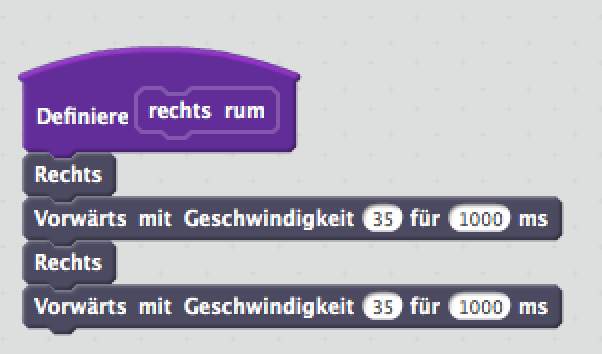 Definiere rechts rum
Rechts
Vorwärts mit Geschwindigkeit 35 für 1000 ms
Rechts
Vorwärts mit Geschwindigkeit 35 für 1000 ms